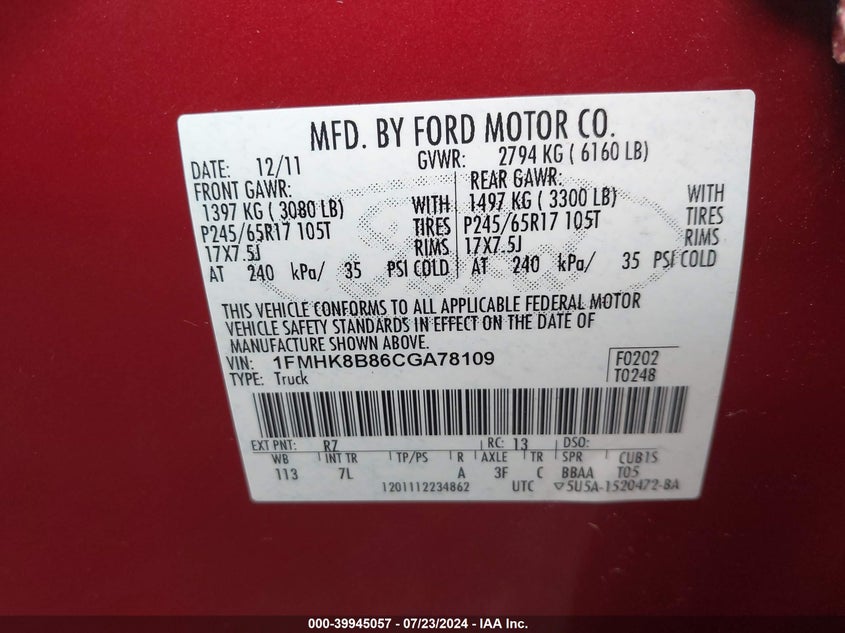 MFD. BY FORD MOTOR CO.
DATE: 12/11 GVWR: 2794 KG ( 6160 LB)
FRONT GAWR: REAR GAWR:
1397 KG ( 3080 LB) WITH 1497 KG ( 3300 LB) WITH
P245/65R17 105T TIRES P245/65R17 105T TIRES
17X7.5J RIMS 17X7.5J RIMS
AT 240 kPa/ 35 PSI COLD AT 240 kPa/ 35 PSI COLD
THIS VEHICLE CONFORMS TO ALL APPLICABLE FEDERAL MOTOR
VEHICLE SAFETY STANDARDS IN EFFECT ON THE DATE OF
MANUFACTURE SHOWN ABOVE.
VIN: 1FMHK8B86CGA78109 F0202
TYPE: Truck T0248
EXT PNT: R7 RC: 13 DSO:
WB INT TR TP/PS R AXLE TR SPR CUB1S
113 7L A 3F C BBAA T05
1201112234862 UTC ▽5U5A-1520472-BA
000-39945057 / 07/23/2024 - IAA Inc.